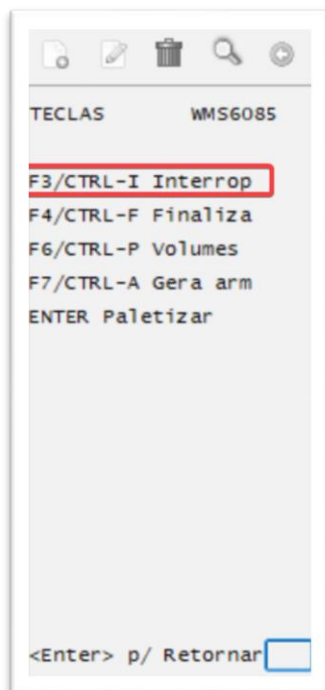 TECLAS WMS6085
F3/CTRL-I Interrop
F4/CTRL-F Finaliza
F6/CTRL-P Volumes
F7/CTRL-A Gera arm
ENTER Paletizar
<Enter> p/ Retornar